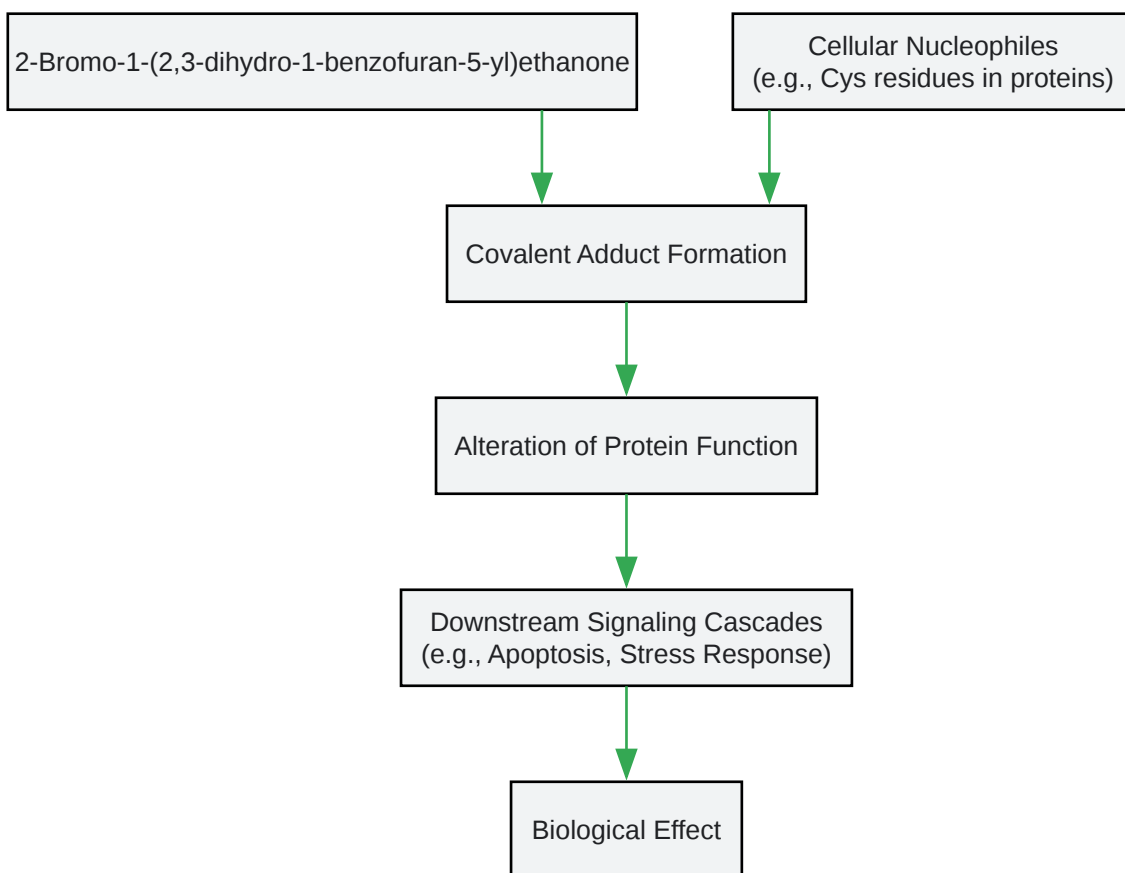 2-Bromo-1-(2,3-dihydro-1-benzofuran-5-yl)ethanone
Cellular Nucleophiles
(e.g., Cys residues in proteins)
Covalent Adduct Formation
Alteration of Protein Function
Downstream Signaling Cascades
(e.g., Apoptosis, Stress Response)
Biological Effect